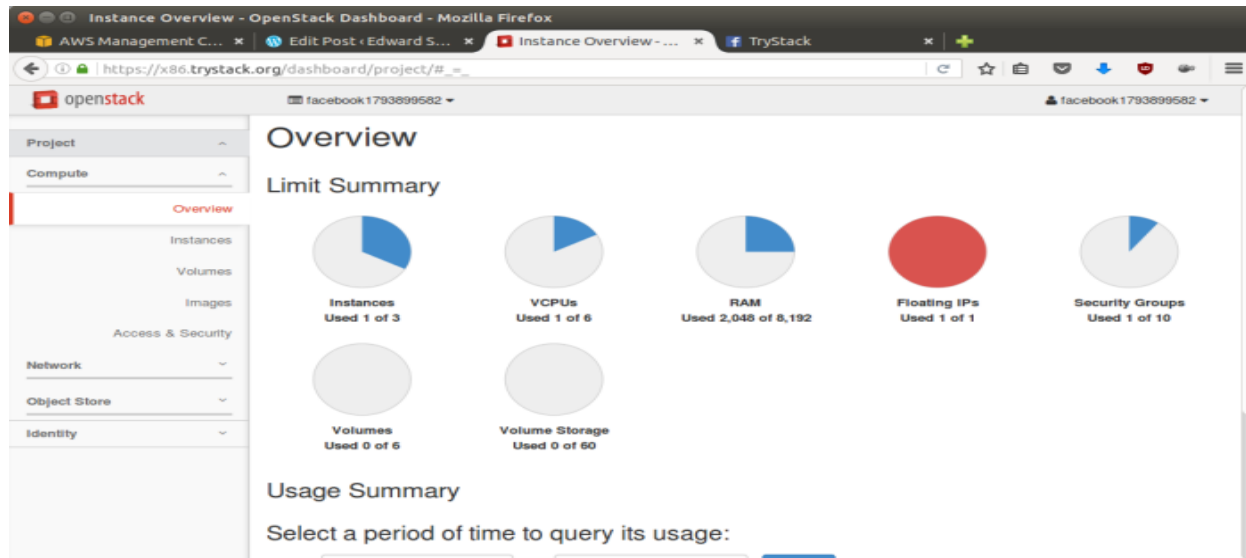 Instance Overview - OpenStack Dashboard - Mozilla Firefox
AWS Management C... Edit Post ‹ Edward S... Instance Overview - ... TryStack
https://x86.trystack.org/dashboard/project/#_=_
openstack facebook1793899582 facebook1793899582
Project
Compute
Overview
Instances
Volumes
Images
Access & Security
Network
Object Store
Identity
Overview
Limit Summary
Instances VCPUs RAM Floating IPs Security Groups
Used 1 of 3 Used 1 of 6 Used 2,048 of 8,192 Used 1 of 1 Used 1 of 10
Volumes Volume Storage
Used 0 of 6 Used 0 of 60
Usage Summary
Select a period of time to query its usage: